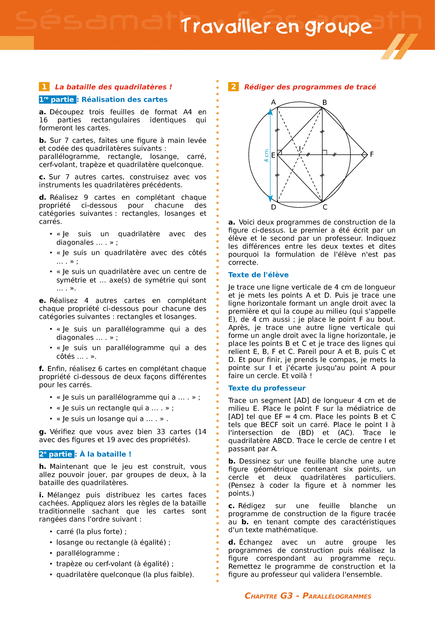 Sésamath
Travailler en groupe
1 La bataille des quadrilatères !
1re partie : Réalisation des cartes
a. Découpez trois feuilles de format A4 en
16 parties rectangulaires identiques qui
formeront les cartes.
b. Sur 7 cartes, faites une figure à main levée
et codée des quadrilatères suivants :
parallélogramme, rectangle, losange, carré,
cerf-volant, trapèze et quadrilatère quelconque.
c. Sur 7 autres cartes, construisez avec vos
instruments les quadrilatères précédents.
d. Réalisez 9 cartes en complétant chaque
propriété ci-dessous pour chacune des
catégories suivantes : rectangles, losanges et
carrés.
• « Je suis un quadrilatère avec des
diagonales ... . » ;
• « Je suis un quadrilatère avec des côtés
... . » ;
• « Je suis un quadrilatère avec un centre de
symétrie et ... axe(s) de symétrie qui sont
... . ».
e. Réalisez 4 autres cartes en complétant
chaque propriété ci-dessous pour chacune des
catégories suivantes : rectangles et losanges.
• « Je suis un parallélogramme qui a des
diagonales ... . » ;
• « Je suis un parallélogramme qui a des
côtés ... . ».
f. Enfin, réalisez 6 cartes en complétant chaque
propriété ci-dessous de deux façons différentes
pour les carrés.
• « Je suis un parallélogramme qui a ... . » ;
• « Je suis un rectangle qui a ... . » ;
• « Je suis un losange qui a ... . » .
g. Vérifiez que vous avez bien 33 cartes (14
avec des figures et 19 avec des propriétés).
2e partie : À la bataille !
h. Maintenant que le jeu est construit, vous
allez pouvoir jouer, par groupes de deux, à la
bataille des quadrilatères.
i. Mélangez puis distribuez les cartes faces
cachées. Appliquez alors les règles de la bataille
traditionnelle sachant que les cartes sont
rangées dans l'ordre suivant :
• carré (la plus forte) ;
• losange ou rectangle (à égalité) ;
• parallélogramme ;
• trapèze ou cerf-volant (à égalité) ;
• quadrilatère quelconque (la plus faible).
2 Rédiger des programmes de tracé
A
B
4 cm
E
I
F
D
C
a. Voici deux programmes de construction de la
figure ci-dessus. Le premier a été écrit par un
élève et le second par un professeur. Indiquez
les différences entre les deux textes et dites
pourquoi la formulation de l'élève n'est pas
correcte.
Texte de l'élève
Je trace une ligne verticale de 4 cm de longueur
et je mets les points A et D. Puis je trace une
ligne horizontale formant un angle droit avec la
première et qui la coupe au milieu (qui s'appelle
E), de 4 cm aussi ; je place le point F au bout.
Après, je trace une autre ligne verticale qui
forme un angle droit avec la ligne horizontale, je
place les points B et C et je trace des lignes qui
relient E, B, F et C. Pareil pour A et B, puis C et
D. Et pour finir, je prends le compas, je mets la
pointe sur I et j'écarte jusqu'au point A pour
faire un cercle. Et voilà !
Texte du professeur
Trace un segment [AD] de longueur 4 cm et de
milieu E. Place le point F sur la médiatrice de
[AD] tel que EF = 4 cm. Place les points B et C
tels que BECF soit un carré. Place le point I à
l'intersection de (BD) et (AC). Trace le
quadrilatère ABCD. Trace le cercle de centre I et
passant par A.
b. Dessinez sur une feuille blanche une autre
figure géométrique contenant six points, un
cercle et deux quadrilatères particuliers.
(Pensez à coder la figure et à nommer les
points.)
c. Rédigez sur une feuille blanche un
programme de construction de la figure tracée
au b. en tenant compte des caractéristiques
d'un texte mathématique.
d. Échangez avec un autre groupe les
programmes de construction puis réalisez la
figure correspondant au programme reçu.
Remettez le programme de construction et la
figure au professeur qui validera l'ensemble.
CHAPITRE G3 - PARALLÉLOGRAMMES